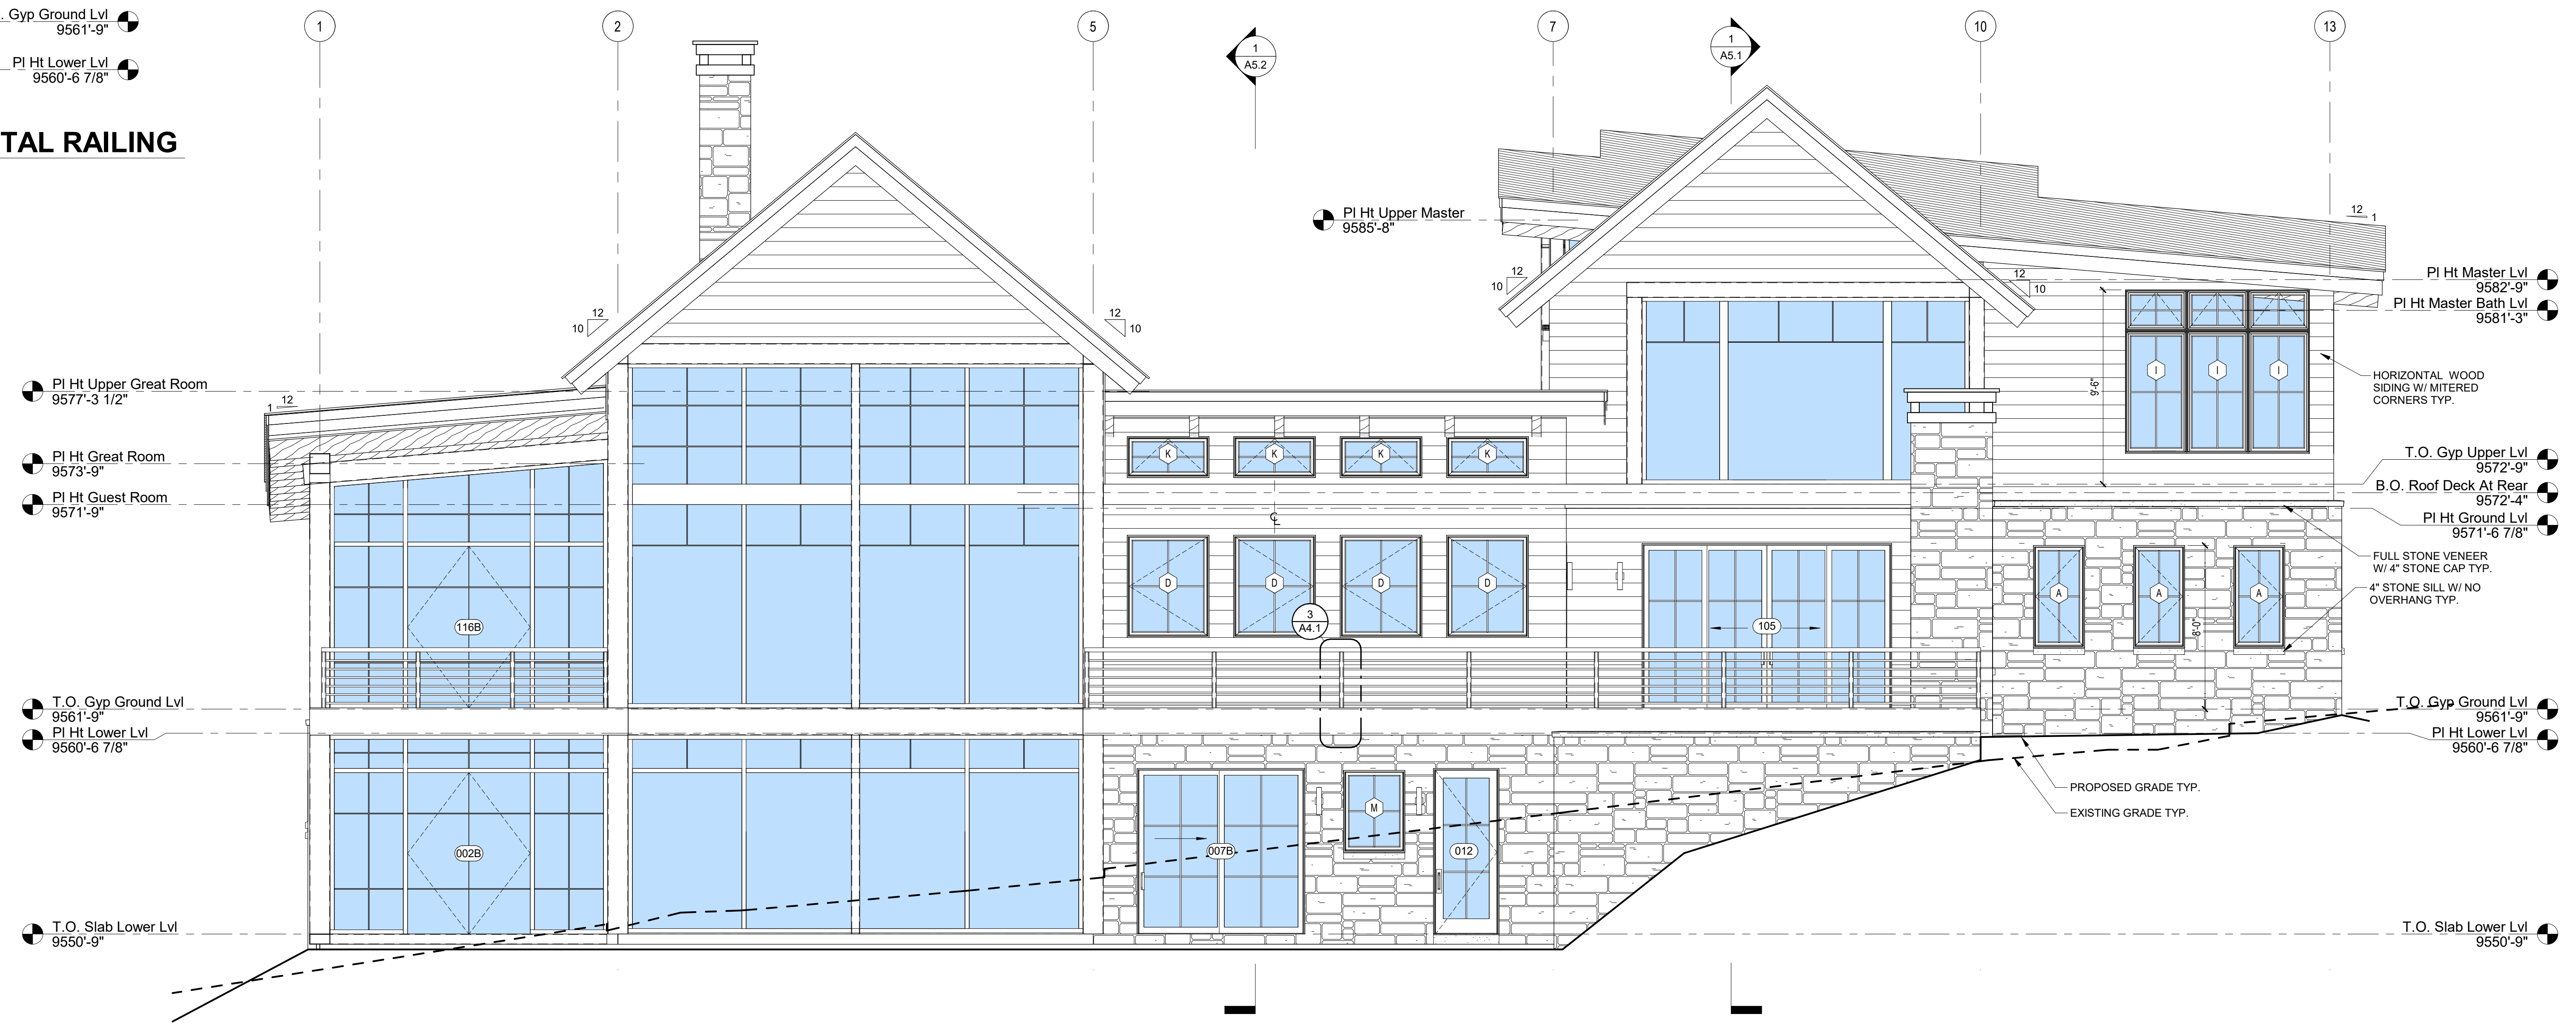 . Gyp Ground Lvl
9561'-9"
Pl Ht Lower Lvl
9560'-6 7/8"
TAL RAILING
1
2
5
7
10
13
1
A5.2
1
A5.1
Pl Ht Upper Master
9585'-8"
12
1
12
10
12
10
12
10
12
10
1
12
Pl Ht Upper Great Room
9577'-3 1/2"
Pl Ht Great Room
9573'-9"
Pl Ht Guest Room
9571'-9"
T.O. Gyp Ground Lvl
9561'-9"
Pl Ht Lower Lvl
9560'-6 7/8"
T.O. Slab Lower Lvl
9550'-9"
Pl Ht Master Lvl
9582'-9"
Pl Ht Master Bath Lvl
9581'-3"
HORIZONTAL WOOD
SIDING W/ MITERED
CORNERS TYP.
9'-6"
I
I
I
T.O. Gyp Upper Lvl
9572'-9"
B.O. Roof Deck At Rear
9572'-4"
Pl Ht Ground Lvl
9571'-6 7/8"
FULL STONE VENEER
W/ 4" STONE CAP TYP.
4" STONE SILL W/ NO
OVERHANG TYP.
K
K
K
K
CL
D
D
D
D
A
A
A
8'-0"
3
A4.1
116B
105
T.O. Gyp Ground Lvl
9561'-9"
Pl Ht Lower Lvl
9560'-6 7/8"
PROPOSED GRADE TYP.
EXISTING GRADE TYP.
M
002B
007B
012
T.O. Slab Lower Lvl
9550'-9"